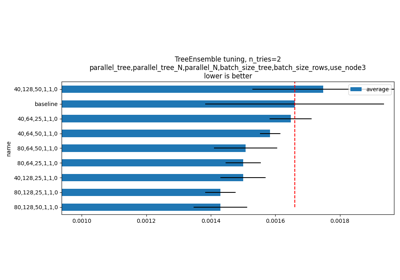 TreeEnsemble tuning, n_tries=2
parallel_tree,parallel_tree_N,parallel_N,batch_size_tree,batch_size_rows,use_node3
lower is better
40,128,50,1,1,0
average
baseline
40,64,25,1,1,0
40,64,50,1,1,0
name
80,64,50,1,1,0
80,64,25,1,1,0
40,128,25,1,1,0
80,128,25,1,1,0
80,128,50,1,1,0
0.0010
0.0012
0.0014
0.0016
0.0018